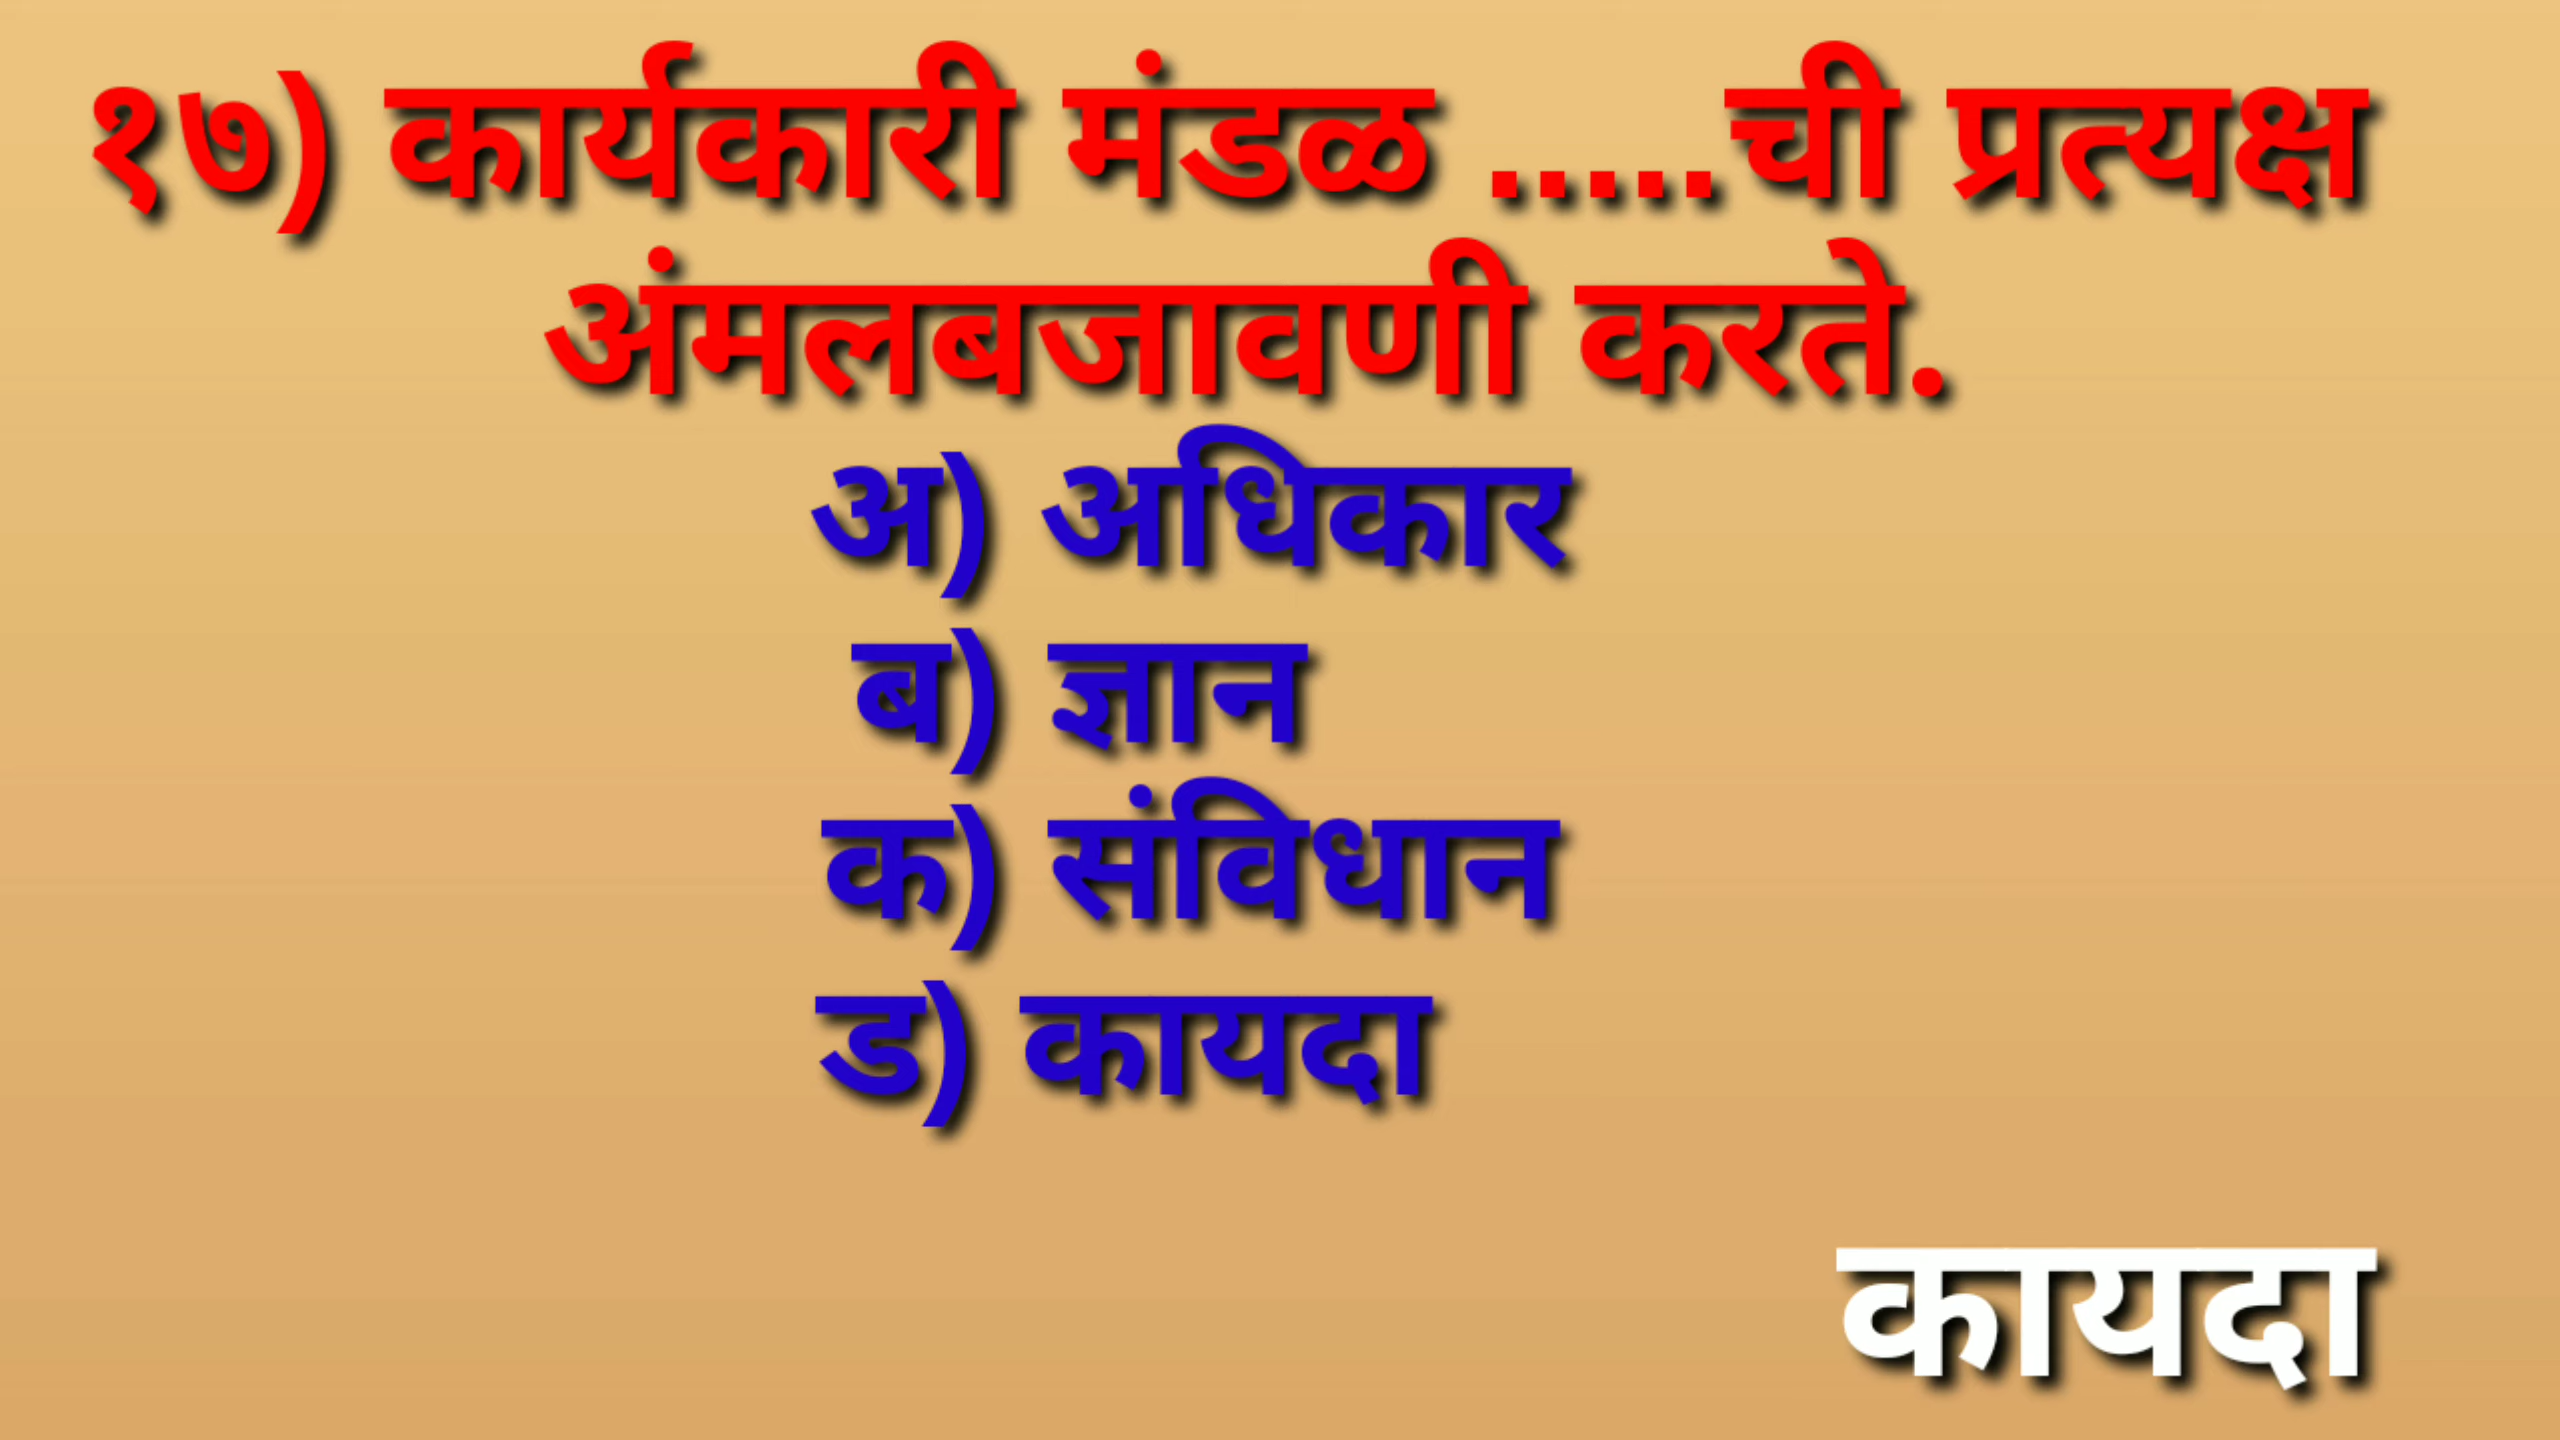 १७) कार्यकारी मंडळ .....ची प्रत्यक्ष
अंमलबजावणी करते.
अ) अधिकार
ब) ज्ञान
क) संविधान
ड) कायदा
कायदा